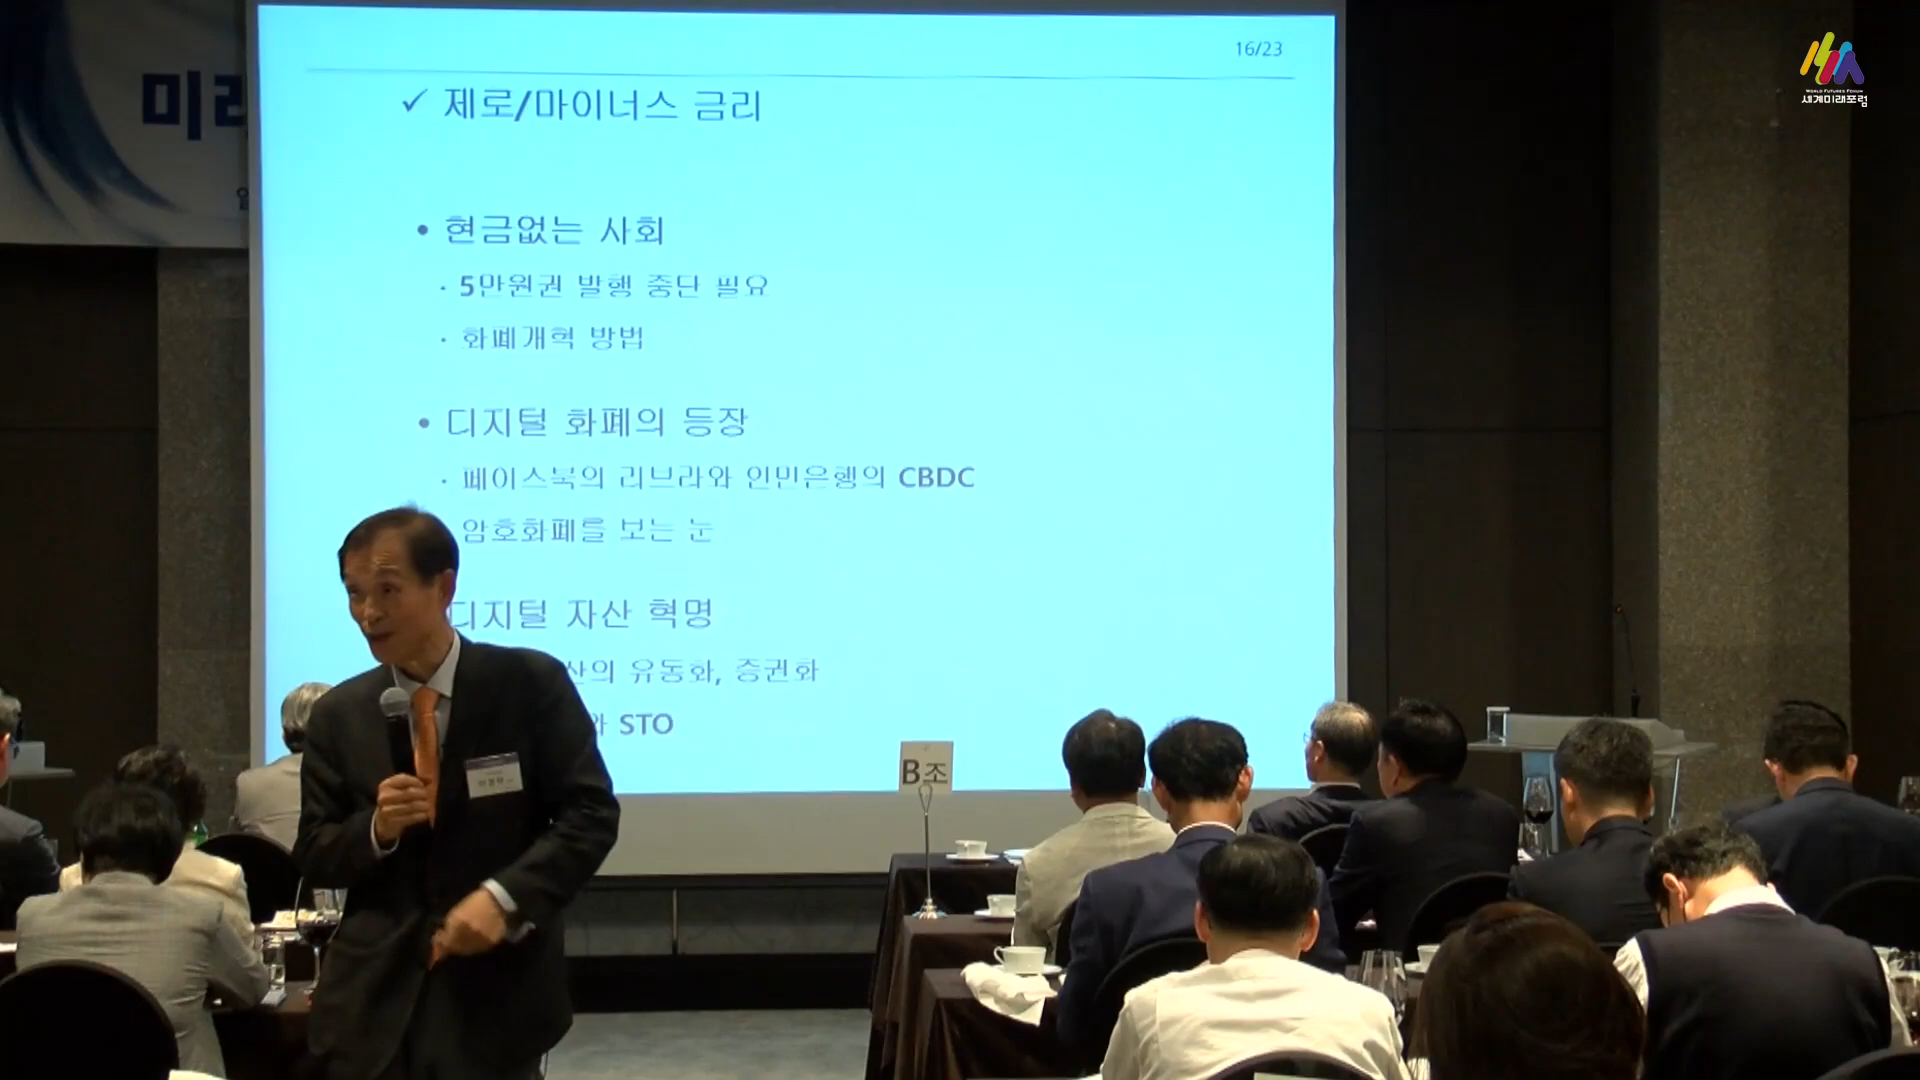 16/23
✓ 제로/마이너스 금리
• 현금없는 사회
· 5만원권 발행 중단 필요
· 화폐개혁 방법
• 디지털 화폐의 등장
· 페이스북의 리브라와 인민은행의 CBDC
암호화폐를 보는 눈
디지털 자산 혁명
유동화, 증권화
STO
B조
WORLD FUTURES FORUM
세계미래포럼